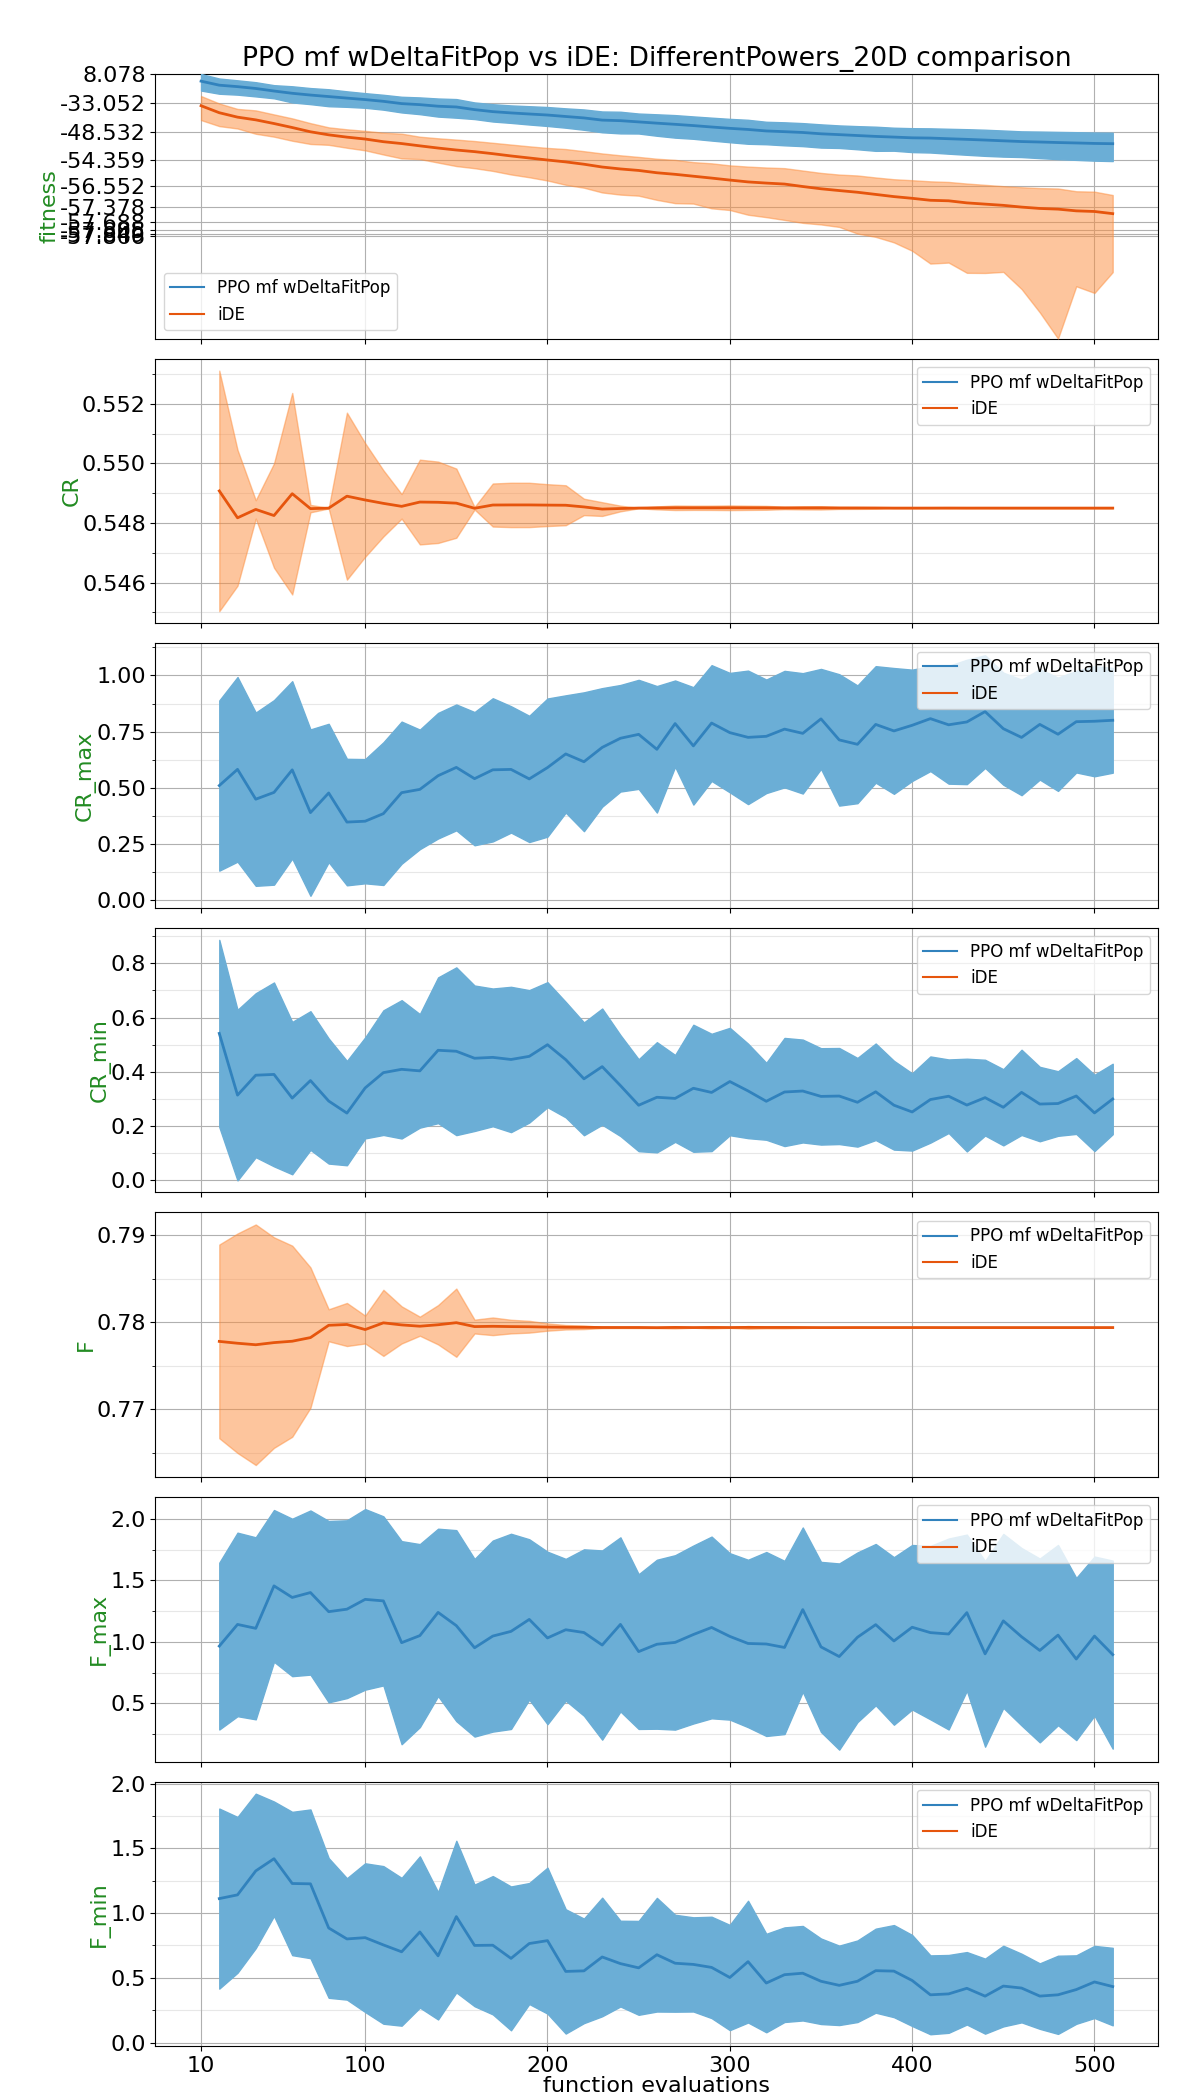 PPO mf wDeltaFitPop vs iDE: DifferentPowers_20D comparison
8.078
-33.052
-48.532
-54.359
-56.552
-57.378
-57.688
-57.866
fitness
PPO mf wDeltaFitPop
iDE
0.552
0.550
0.548
0.546
CR
PPO mf wDeltaFitPop
iDE
1.00
0.75
0.50
0.25
0.00
CR_max
PPO mf wDeltaFitPop
iDE
0.8
0.6
0.4
0.2
0.0
CR_min
PPO mf wDeltaFitPop
iDE
0.79
0.78
0.77
F
PPO mf wDeltaFitPop
iDE
2.0
1.5
1.0
0.5
F_max
PPO mf wDeltaFitPop
iDE
2.0
1.5
1.0
0.5
0.0
F_min
PPO mf wDeltaFitPop
iDE
10 100 200 300 400 500
function evaluations